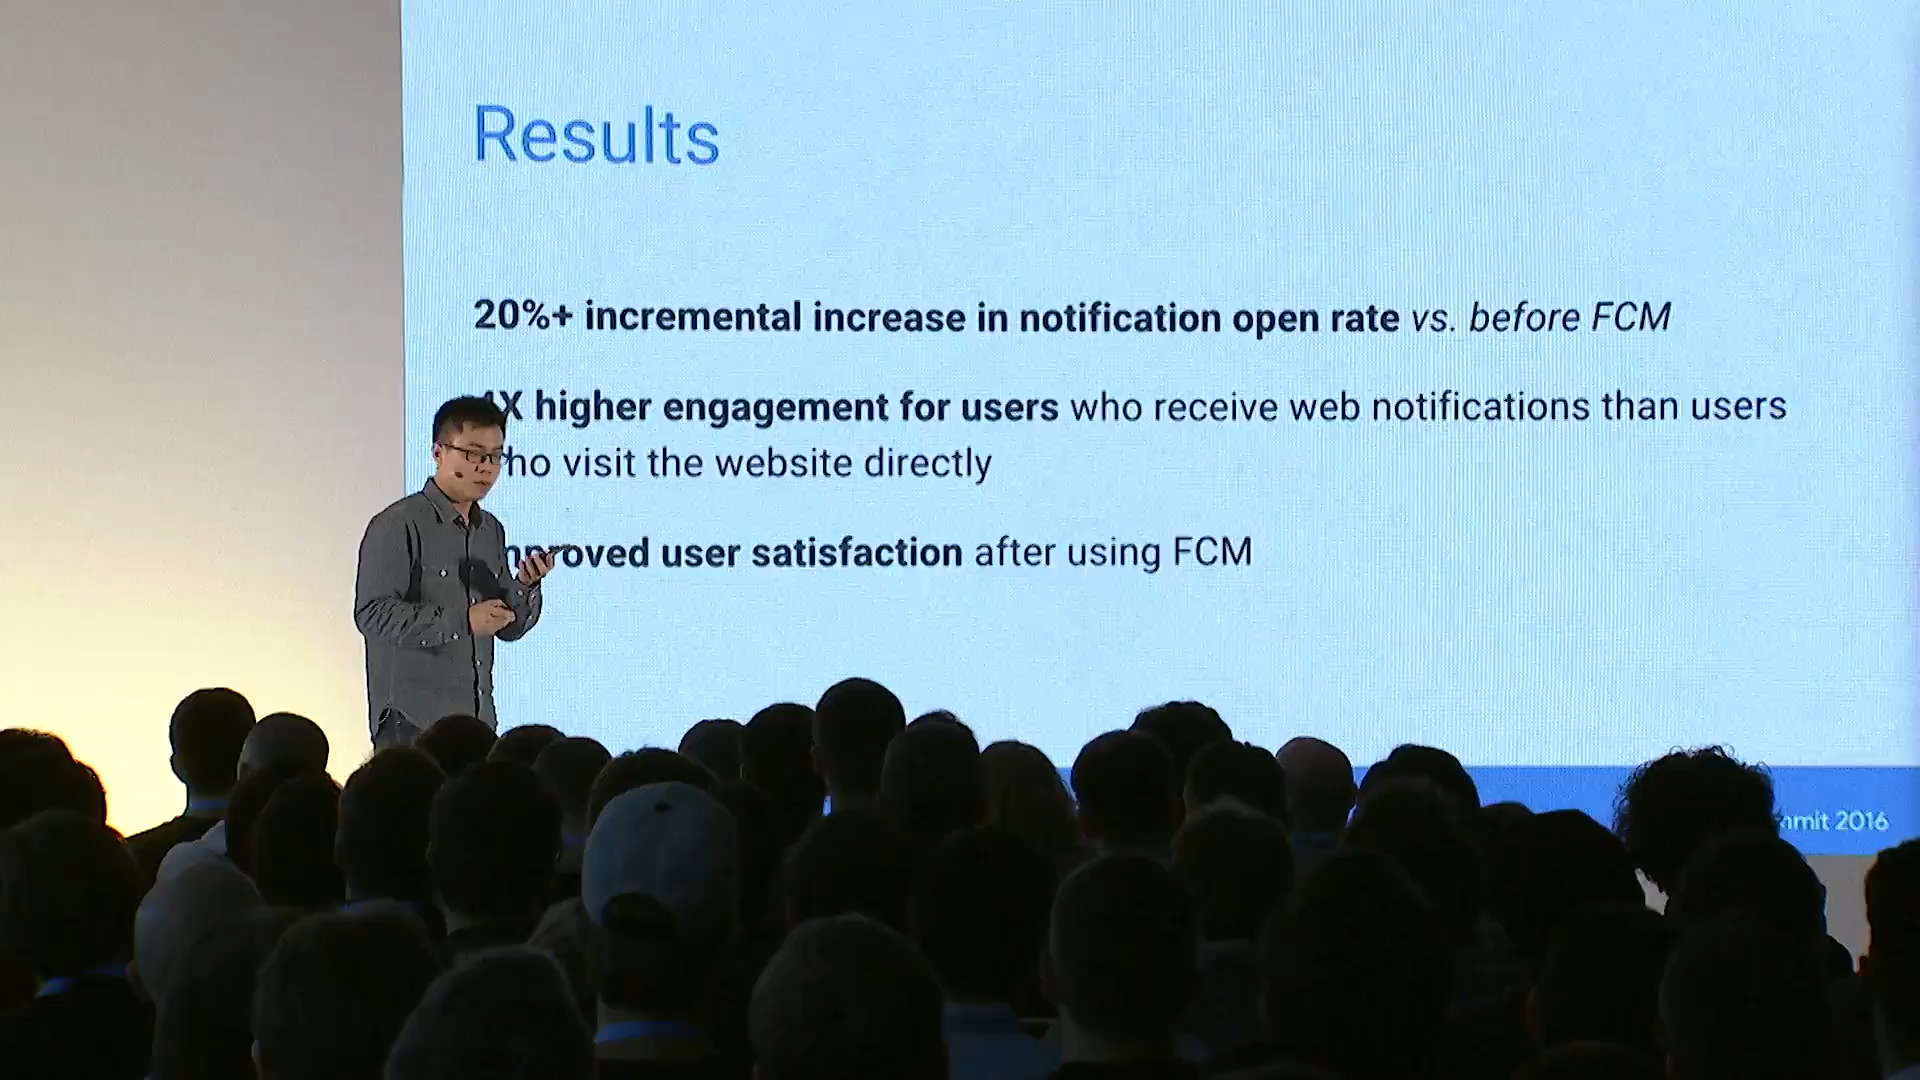 Results
20%+ incremental increase in notification open rate vs. before FCM
4X higher engagement for users who receive web notifications than users
who visit the website directly
Improved user satisfaction after using FCM
2016